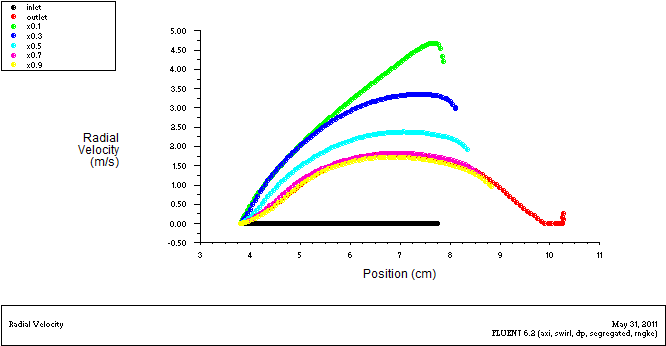 inlet
outlet
x0.1
x0.3
x0.5
x0.7
x0.9
5.00
4.50
4.00
3.50
3.00
2.50
2.00
1.50
1.00
0.50
0.00
-0.50
Radial
Velocity
(m/s)
3 4 5 6 7 8 9 10 11
Position (cm)
Radial Velocity
May 31, 2011
FLUENT 6.2 (axi, swirl, dp, segregated, rngke)